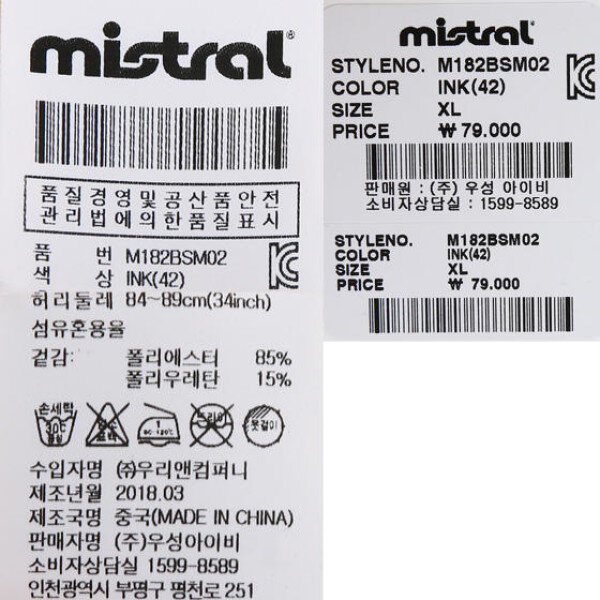 mistral®
품질경영및공산품안전
관리법에의한품질표시
품 번 M182BSM02
색 상 INK(42)
허리둘레 84~89cm(34inch)
섬유혼용율
겉감: 폴리에스터 85%
폴리우레탄 15%
손세탁
30℃
중성
옷걸이
수입자명 (주)우리앤컴퍼니
제조년월 2018.03
제조국명 중국(MADE IN CHINA)
판매자명 (주)우성아이비
소비자상담실 1599-8589
인천광역시 부평구 평천로 251
mistral
STYLENO. M182BSM02
COLOR INK(42)
SIZE XL
PRICE ₩ 79.000
판매원 : (주) 우성 아이비
소비자상담실 : 1599-8589
STYLENO. M182BSM02
COLOR INK(42)
SIZE XL
PRICE ₩ 79.000